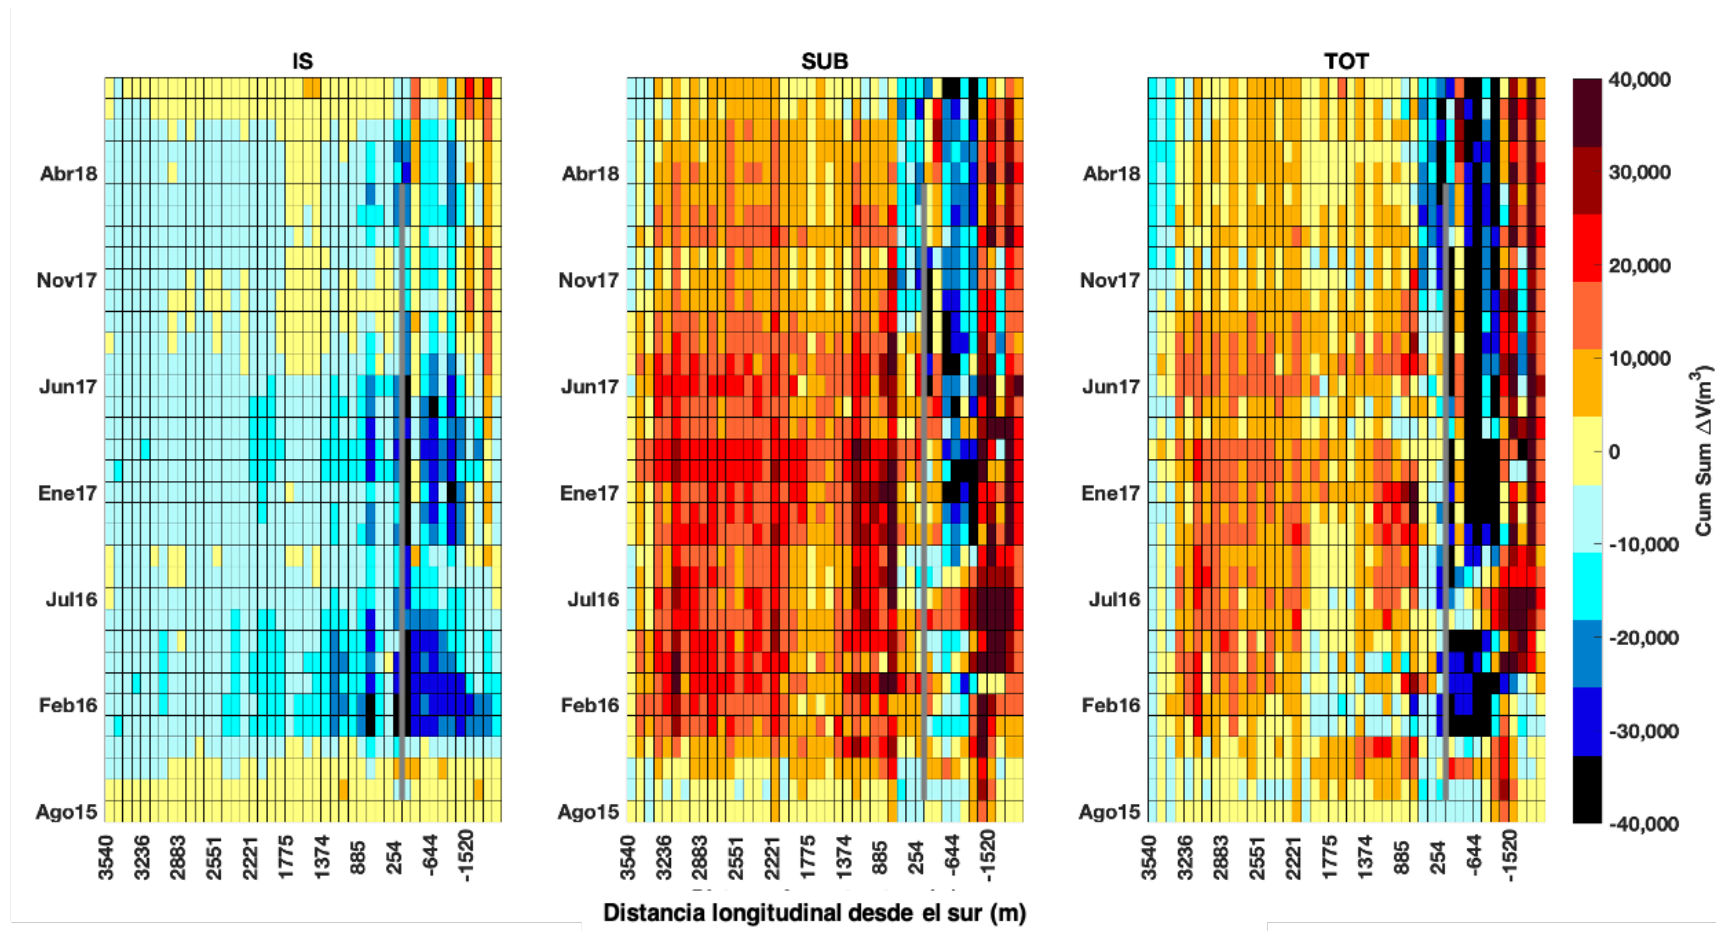 IS
SUB
TOT
Abr18
Nov17
Jun17
Ene17
Jul16
Feb16
Ago15
3540
3236
2883
2551
2221
1775
1374
885
254
-644
-1520
Abr18
Nov17
Jun17
Ene17
Jul16
Feb16
Ago15
3540
3236
2883
2551
2221
1775
1374
885
254
-644
-1520
Abr18
Nov17
Jun17
Ene17
Jul16
Feb16
Ago15
3540
3236
2883
2551
2221
1775
1374
885
254
-644
-1520
40,000
30,000
20,000
10,000
0
-10,000
-20,000
-30,000
-40,000
Cum Sum △V(m³)
Distancia longitudinal desde el sur (m)